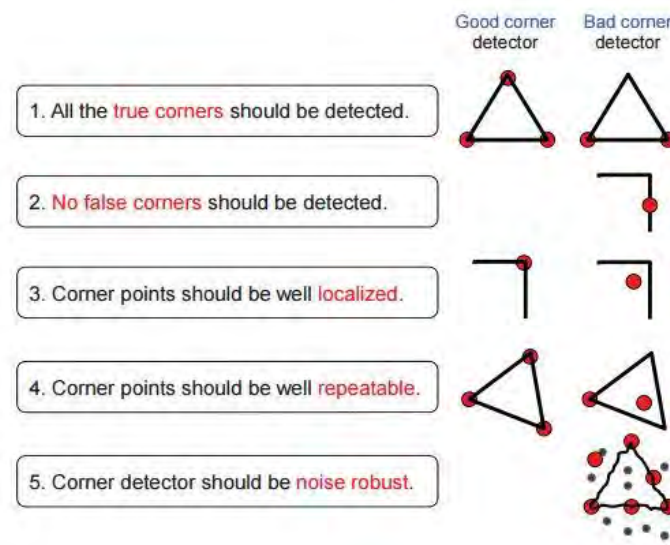 Good corner Bad corner
detector detector
1. All the true corners should be detected.
2. No false corners should be detected.
3. Corner points should be well localized.
4. Corner points should be well repeatable.
5. Corner detector should be noise robust.